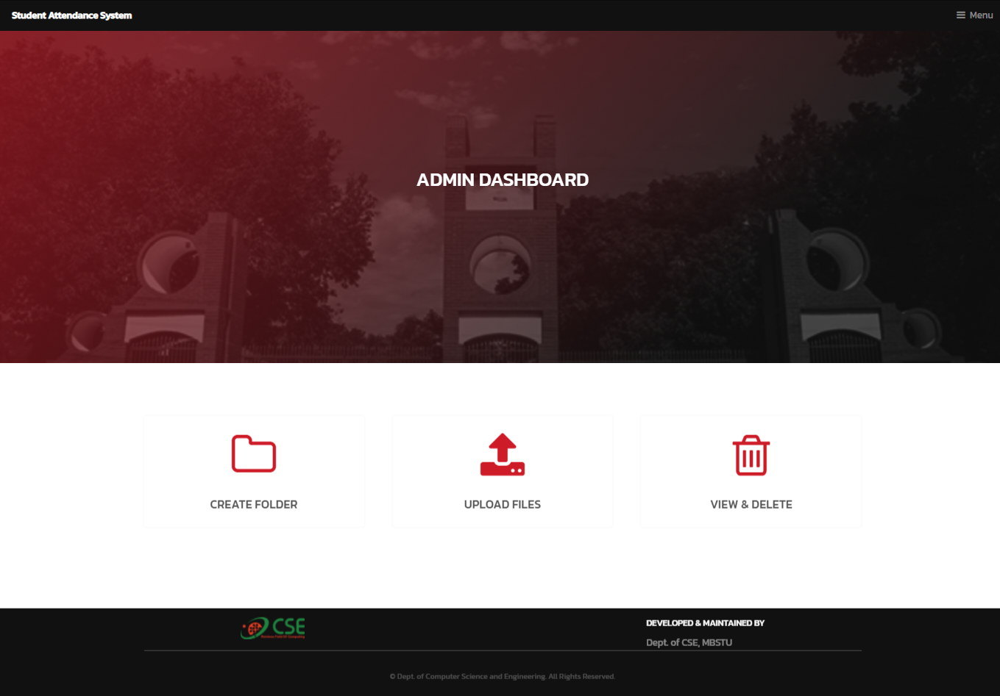 Student Attendance System
Menu
ADMIN DASHBOARD
CREATE FOLDER
UPLOAD FILES
VIEW & DELETE
CSE
DEVELOPED & MAINTAINED BY
Dept. of CSE, MBSTU
© Dept. of Computer Science and Engineering. All Rights Reserved.